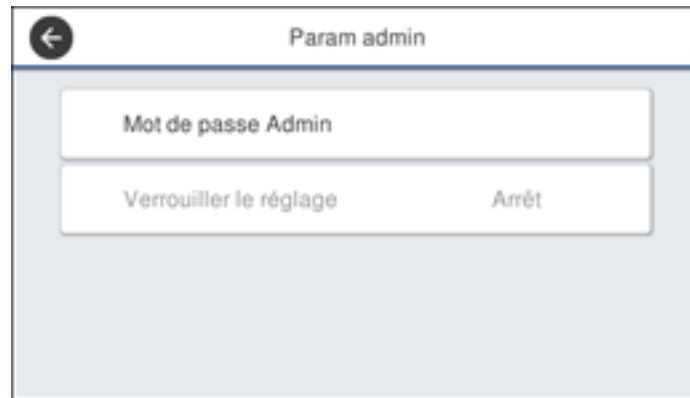 Param admin
Mot de passe Admin
Verrouiller le réglage Arrêt